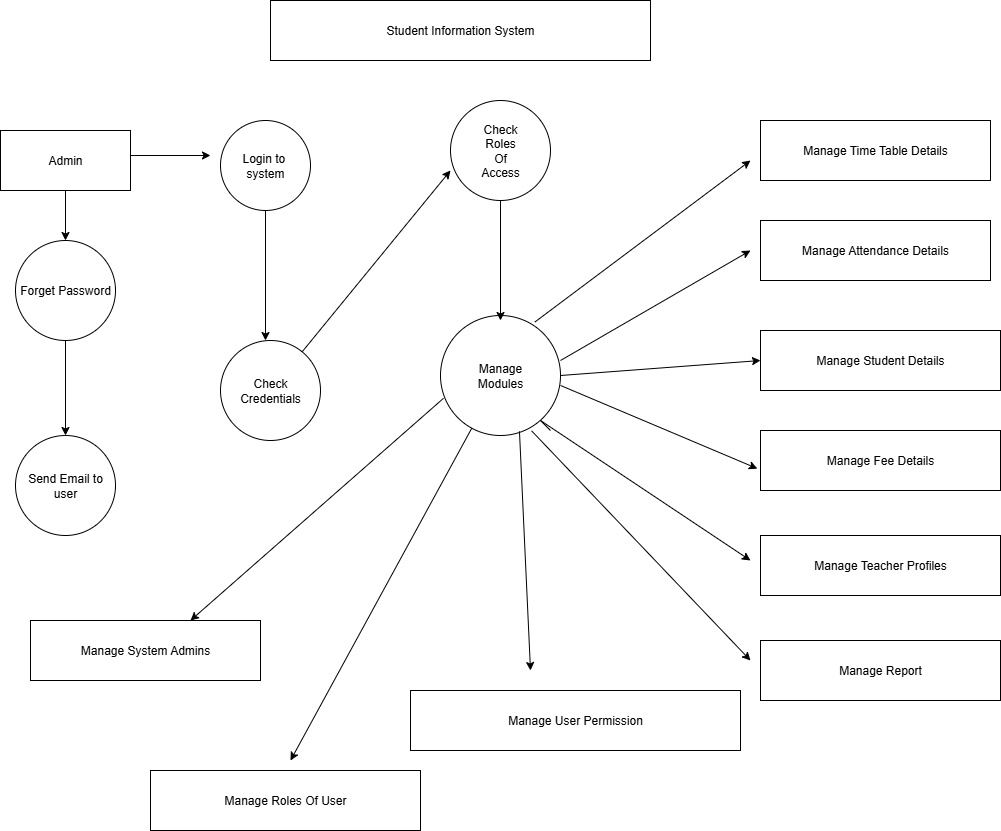 Student Information System
Admin
Login to
system
Check
Roles
Of
Access
Manage Time Table Details
Manage Attendance Details
Forget Password
Manage Student Details
Check
Credentials
Manage
Modules
Manage Fee Details
Send Email to
user
Manage Teacher Profiles
Manage System Admins
Manage Report
Manage User Permission
Manage Roles Of User